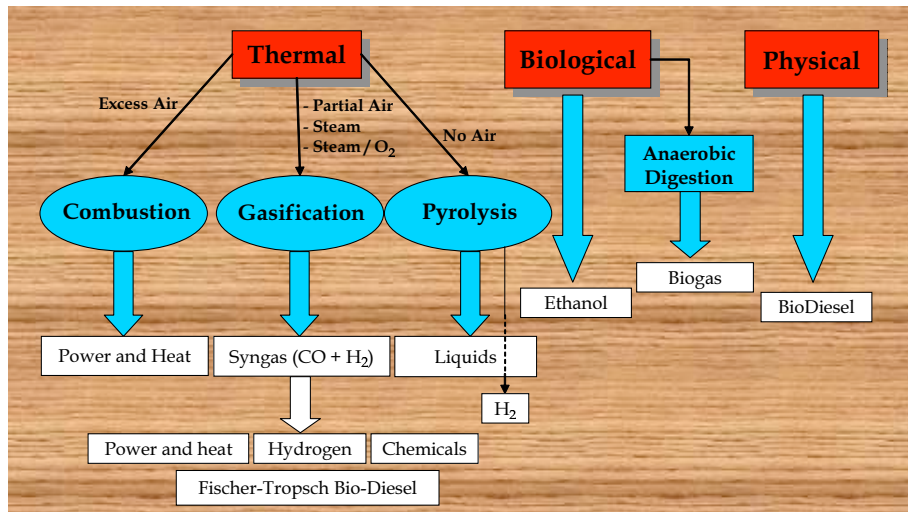 Thermal
Biological
Physical
Excess Air
- Partial Air
- Steam
- Steam / O₂
No Air
Anaerobic
Digestion
Combustion
Gasification
Pyrolysis
Ethanol
Biogas
BioDiesel
Power and Heat
Syngas (CO + H₂)
Liquids
H₂
Power and heat
Hydrogen
Chemicals
Fischer-Tropsch Bio-Diesel